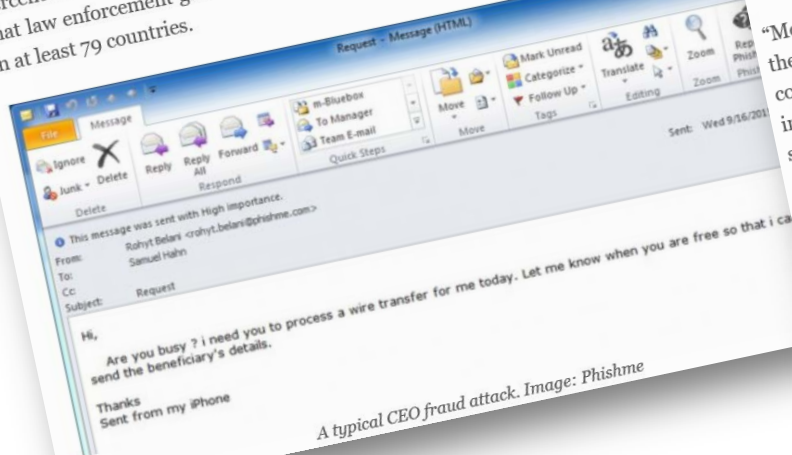 hat law enforcement
n at least 79 countries.
Request - Message (HTML)
File
Message
Ignore
Junk
Delete
Delete
Reply
Reply All
Forward
Respond
m-Bluebox
To Manager
Team E-mail
Quick Steps
Move
Move
Mark Unread
Categorize
Follow Up
Tags
Translate
Editing
Zoom
Zoom
Sent: Wed 9/16/201
This message was sent with High importance.
From: Rohyt Belani <rohyt.belani@phishme.com>
To: Samuel Hahn
Cc:
Subject: Request
Hi,
Are you busy ? i need you to process a wire transfer for me today. Let me know when you are free so that i ca
send the beneficiary's details.
Thanks
Sent from my iPhone
A typical CEO fraud attack. Image: Phishme